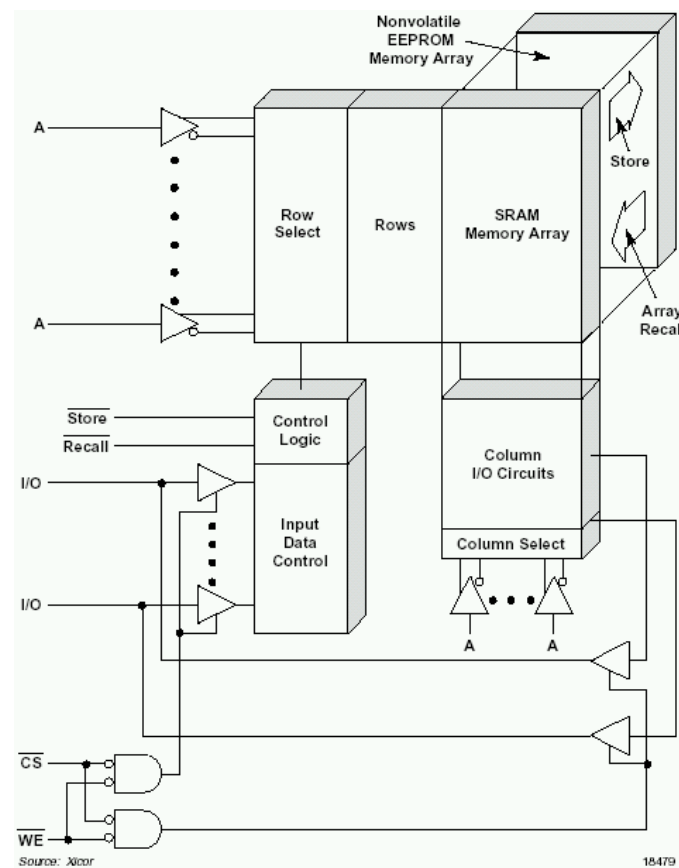 Nonvolatile
EEPROM
Memory Array
A
Store
Row
Select
Rows
SRAM
Memory Array
A
Array
Recall
Store
Recall
Control
Logic
I/O
Column
I/O Circuits
Input
Data
Control
Column Select
I/O
A
A
CS
WE
Source: Xicor
18479